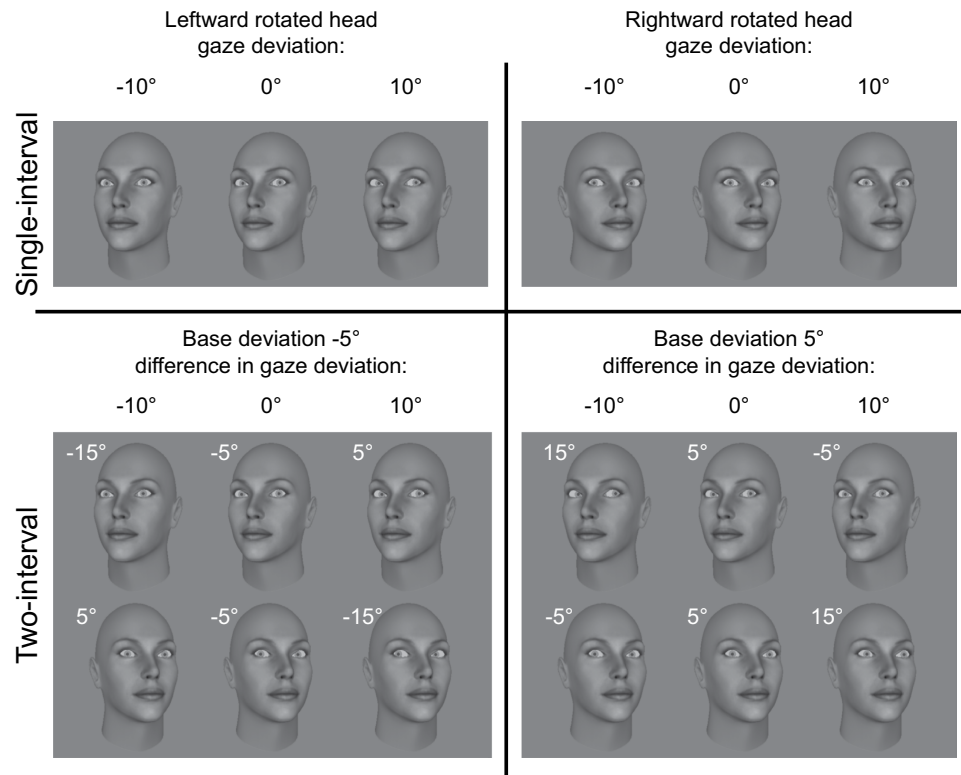 Leftward rotated head
gaze deviation:
-10° 0° 10°
Rightward rotated head
gaze deviation:
-10° 0° 10°
Single-interval
Base deviation -5°
difference in gaze deviation:
-10° 0° 10°
Base deviation 5°
difference in gaze deviation:
-10° 0° 10°
Two-interval
-15° -5° 5°
5° -5° -15°
15° 5° -5°
-5° 5° 15°